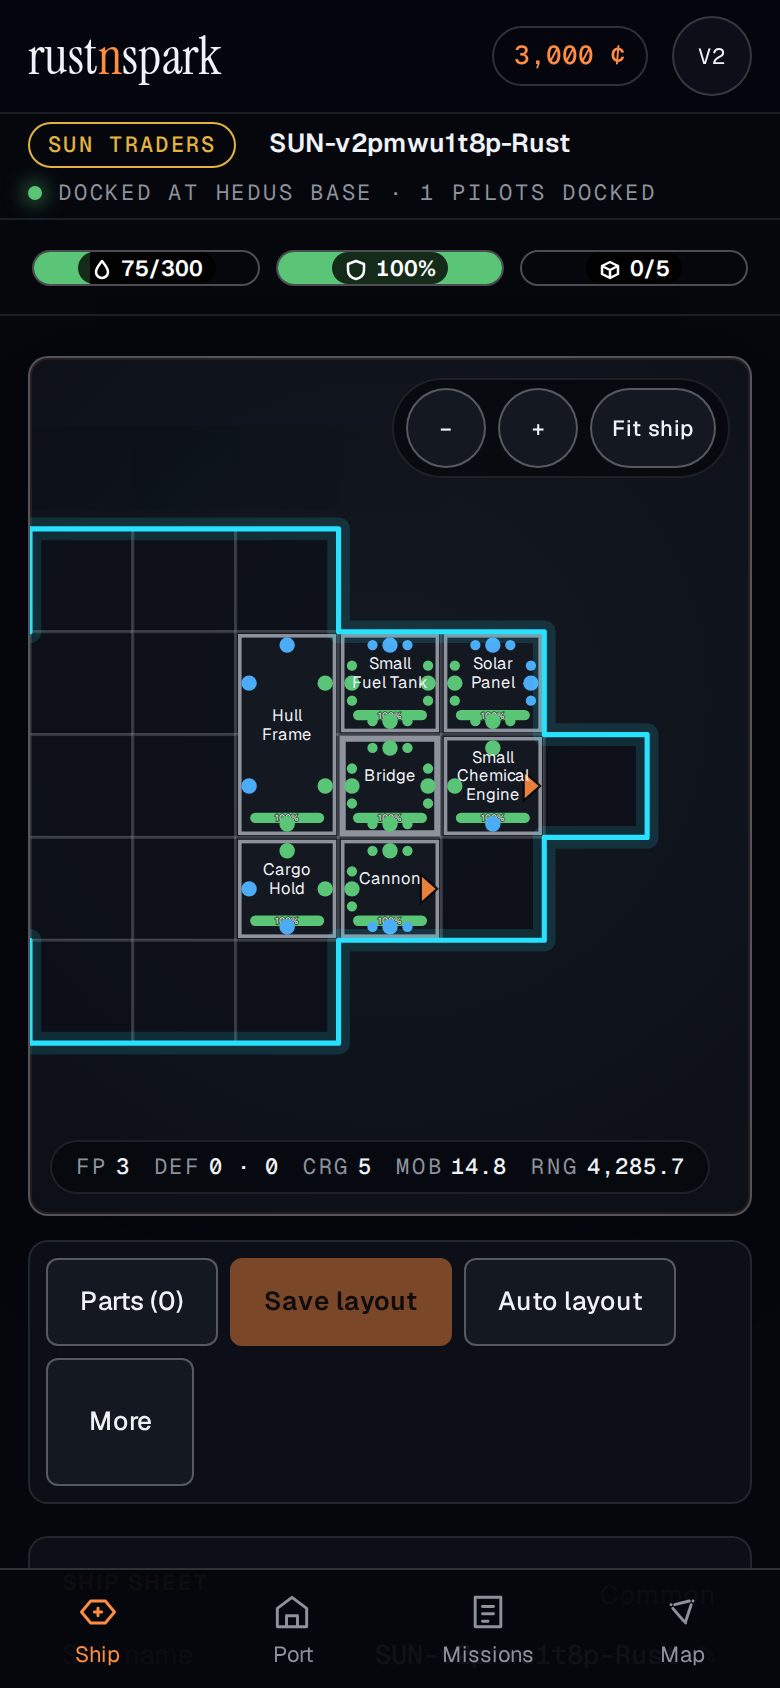 rustnspark
3,000 ¢
V2
SUN TRADERS
SUN-v2pmwu1t8p-Rust
DOCKED AT HEDUS BASE · 1 PILOTS DOCKED
75/300
100%
0/5
-
+
Fit ship
Small
Fuel Tank
Solar
Panel
Hull
Frame
Bridge
Small
Chemical
Engine
Cargo
Hold
Cannon
FP 3 DEF 0 · 0 CRG 5 MOB 14.8 RNG 4,285.7
Parts (0)
Save layout
Auto layout
More
SHIP SHEET
Common
Ship
Port
Missions
Map